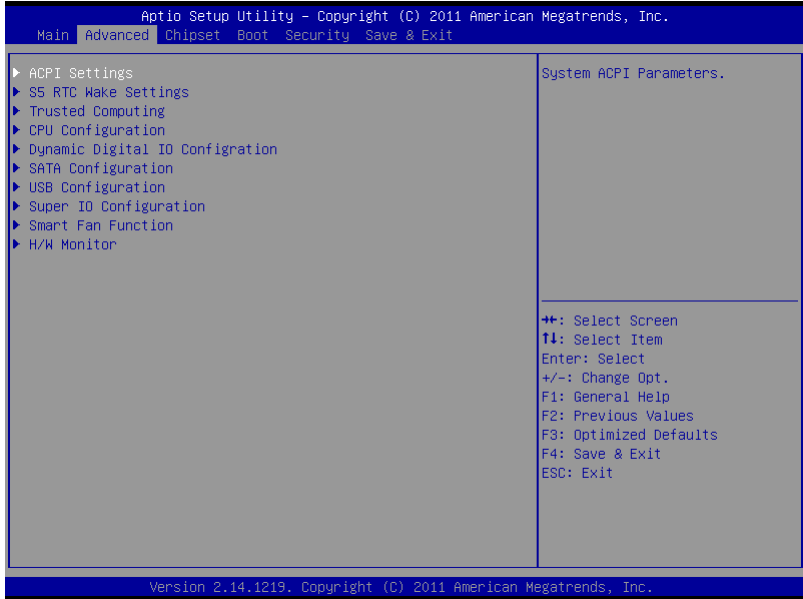 Aptio Setup Utility – Copyright (C) 2011 American Megatrends, Inc.
Main Advanced Chipset Boot Security Save & Exit
▶ ACPI Settings
▶ S5 RTC Wake Settings
▶ Trusted Computing
▶ CPU Configuration
▶ Dynamic Digital IO Configration
▶ SATA Configuration
▶ USB Configuration
▶ Super IO Configuration
▶ Smart Fan Function
▶ H/W Monitor
System ACPI Parameters.
→←: Select Screen
↑↓: Select Item
Enter: Select
+/-: Change Opt.
F1: General Help
F2: Previous Values
F3: Optimized Defaults
F4: Save & Exit
ESC: Exit
Version 2.14.1219. Copyright (C) 2011 American Megatrends, Inc.